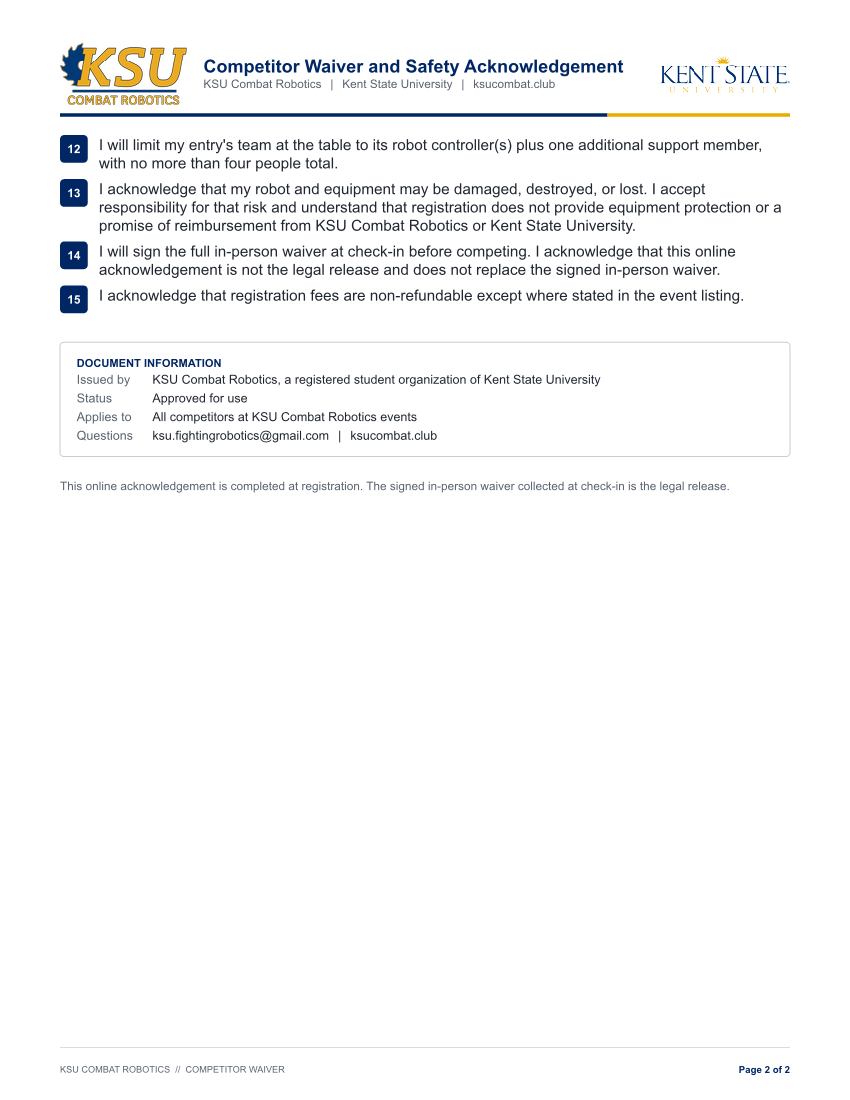 KSU
COMBAT ROBOTICS
Competitor Waiver and Safety Acknowledgement
KSU Combat Robotics | Kent State University | ksucombat.club
KENT STATE
UNIVERSITY
12 I will limit my entry's team at the table to its robot controller(s) plus one additional support member,
with no more than four people total.
13 I acknowledge that my robot and equipment may be damaged, destroyed, or lost. I accept
responsibility for that risk and understand that registration does not provide equipment protection or a
promise of reimbursement from KSU Combat Robotics or Kent State University.
14 I will sign the full in-person waiver at check-in before competing. I acknowledge that this online
acknowledgement is not the legal release and does not replace the signed in-person waiver.
15 I acknowledge that registration fees are non-refundable except where stated in the event listing.
DOCUMENT INFORMATION
Issued by KSU Combat Robotics, a registered student organization of Kent State University
Status Approved for use
Applies to All competitors at KSU Combat Robotics events
Questions ksu.fightingrobotics@gmail.com | ksucombat.club
This online acknowledgement is completed at registration. The signed in-person waiver collected at check-in is the legal release.
KSU COMBAT ROBOTICS // COMPETITOR WAIVER
Page 2 of 2